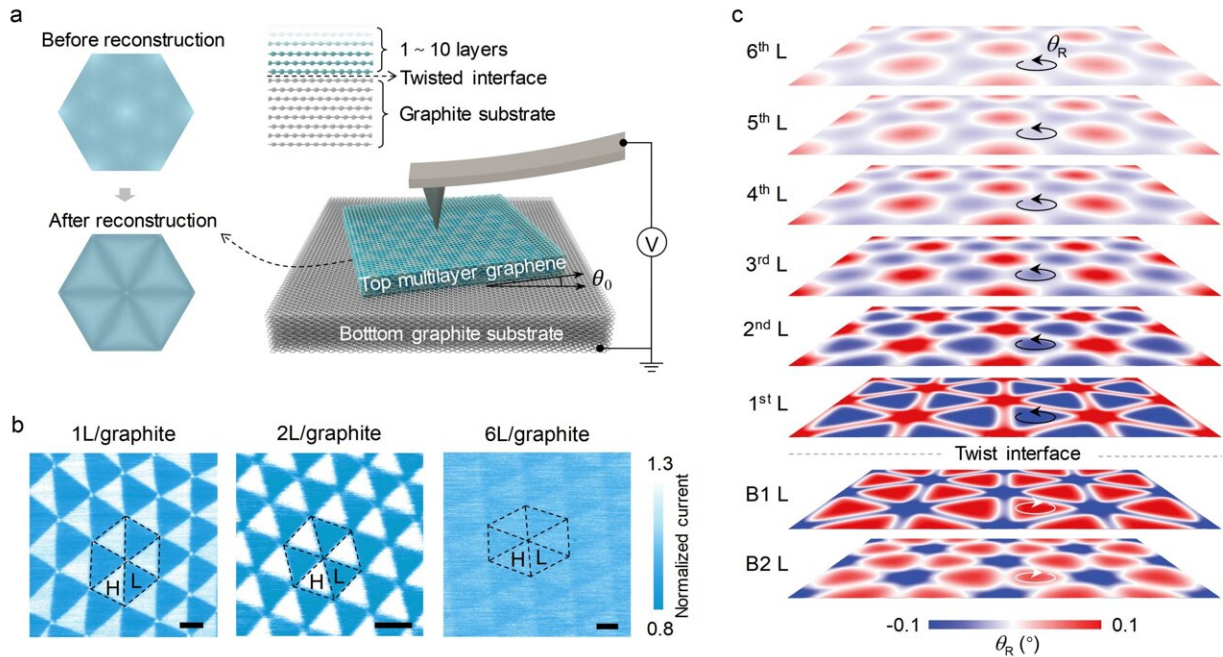 a
Before reconstruction
After reconstruction
1 ~ 10 layers
Twisted interface
Graphite substrate
V
Top multilayer graphene
θ0
Botttom graphite substrate
b
1L/graphite
2L/graphite
6L/graphite
H
L
H
L
H
L
1.3
Normalized current
0.8
c
6th L
θR
5th L
4th L
3rd L
2nd L
1st L
Twist interface
B1 L
B2 L
-0.1
0.1
θR (°)